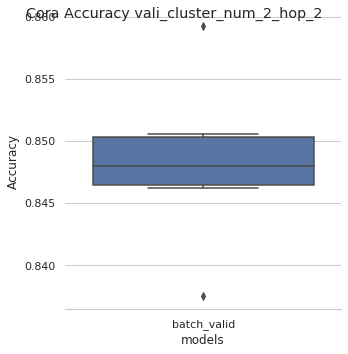 Cora Accuracy vali_cluster_num_2_hop_2
0.860
0.855
0.850
0.845
0.840
Accuracy
batch_valid
models